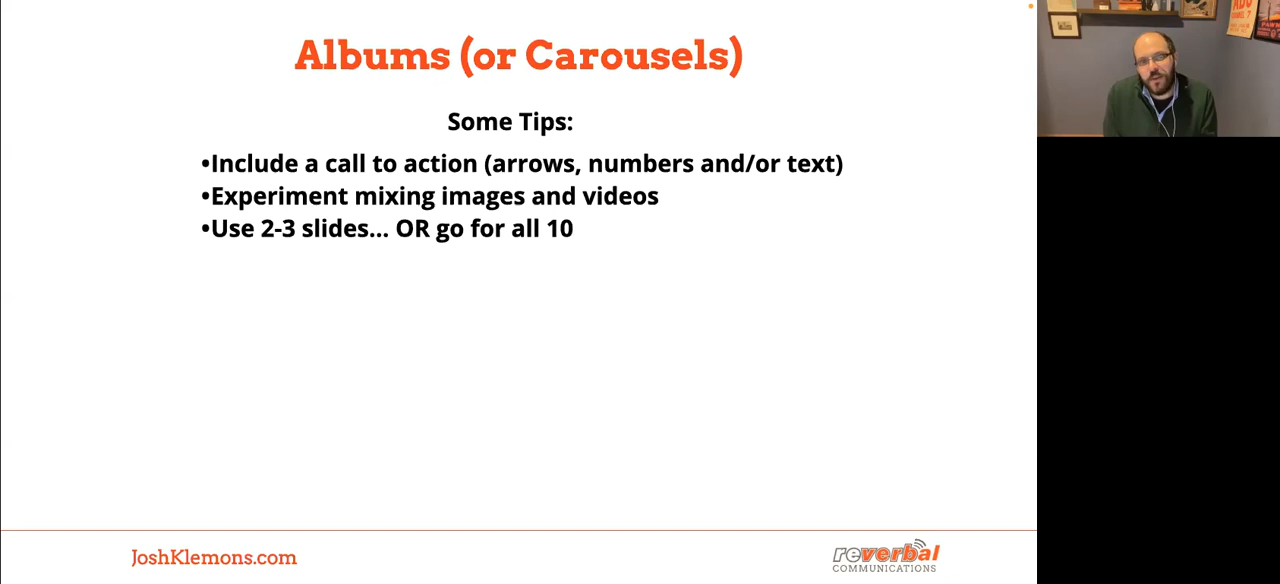 Albums (or Carousels)
Some Tips:
•Include a call to action (arrows, numbers and/or text)
•Experiment mixing images and videos
•Use 2-3 slides... OR go for all 10
JoshKlemons.com
reverbal
COMMUNICATIONS